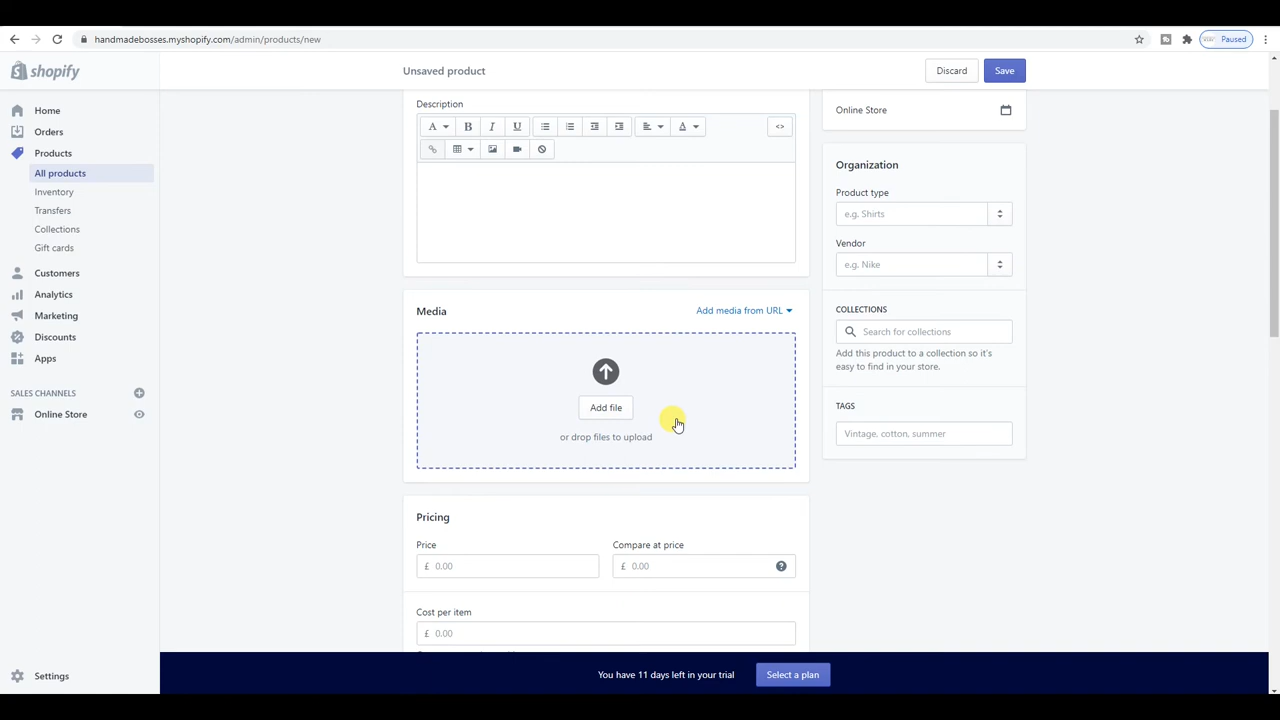 handmadebosses.myshopify.com/admin/products/new
Paused
shopify
Unsaved product
Discard
Save
Home
Orders
Products
All products
Inventory
Transfers
Collections
Gift cards
Customers
Analytics
Marketing
Discounts
Apps
SALES CHANNELS
Online Store
Settings
Description
A
B
I
U
A
<>
Media
Add media from URL
Add file
or drop files to upload
Pricing
Price
Compare at price
£ 0.00
£ 0.00
?
Cost per item
£ 0.00
Online Store
Organization
Product type
e.g. Shirts
Vendor
e.g. Nike
COLLECTIONS
Search for collections
Add this product to a collection so it's
easy to find in your store.
TAGS
Vintage, cotton, summer
You have 11 days left in your trial
Select a plan